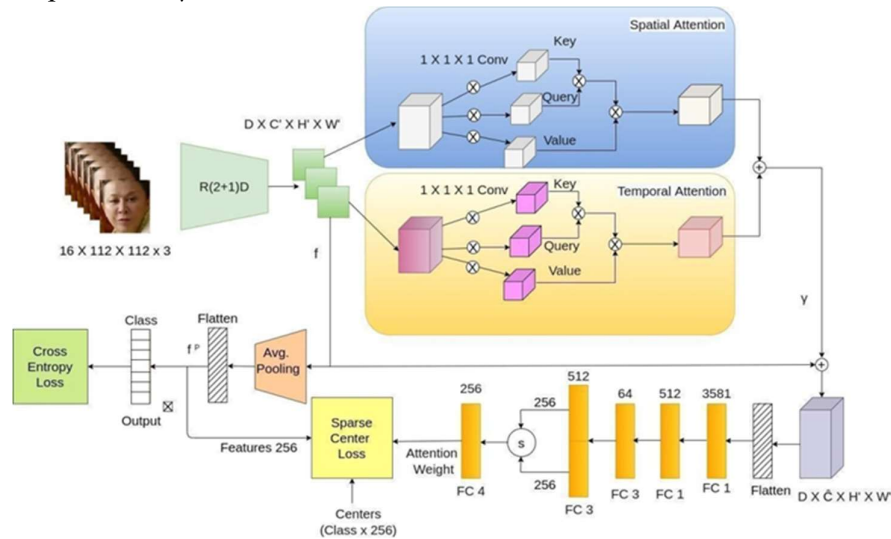 Spatial Attention
Key
1 X 1 X 1 Conv
Query
Value
D X C' X H' X W'
R(2+1)D
16 X 112 X 112 x 3
Temporal Attention
Key
1 X 1 X 1 Conv
Query
Value
f
γ
Class
Flatten
Cross
Entropy
Loss
f P
Avg.
Pooling
Output
Features 256
Sparse
Center
Loss
Centers
(Class x 256)
Attention
Weight
256
FC 4
s
256
256
512
FC 3
64
FC 3
512
FC 1
3581
FC 1
Flatten
D X Č X H' X W'